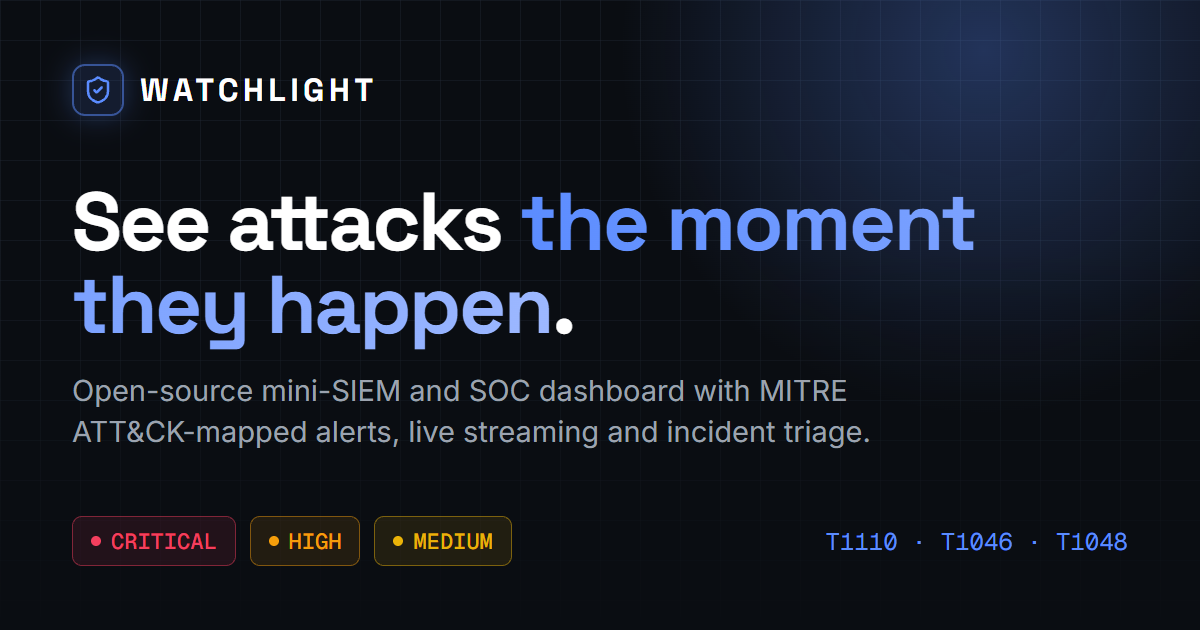 WATCHLIGHT
See attacks the moment
they happen.
Open-source mini-SIEM and SOC dashboard with MITRE
ATT&CK-mapped alerts, live streaming and incident triage.
CRITICAL HIGH MEDIUM T1110 · T1046 · T1048